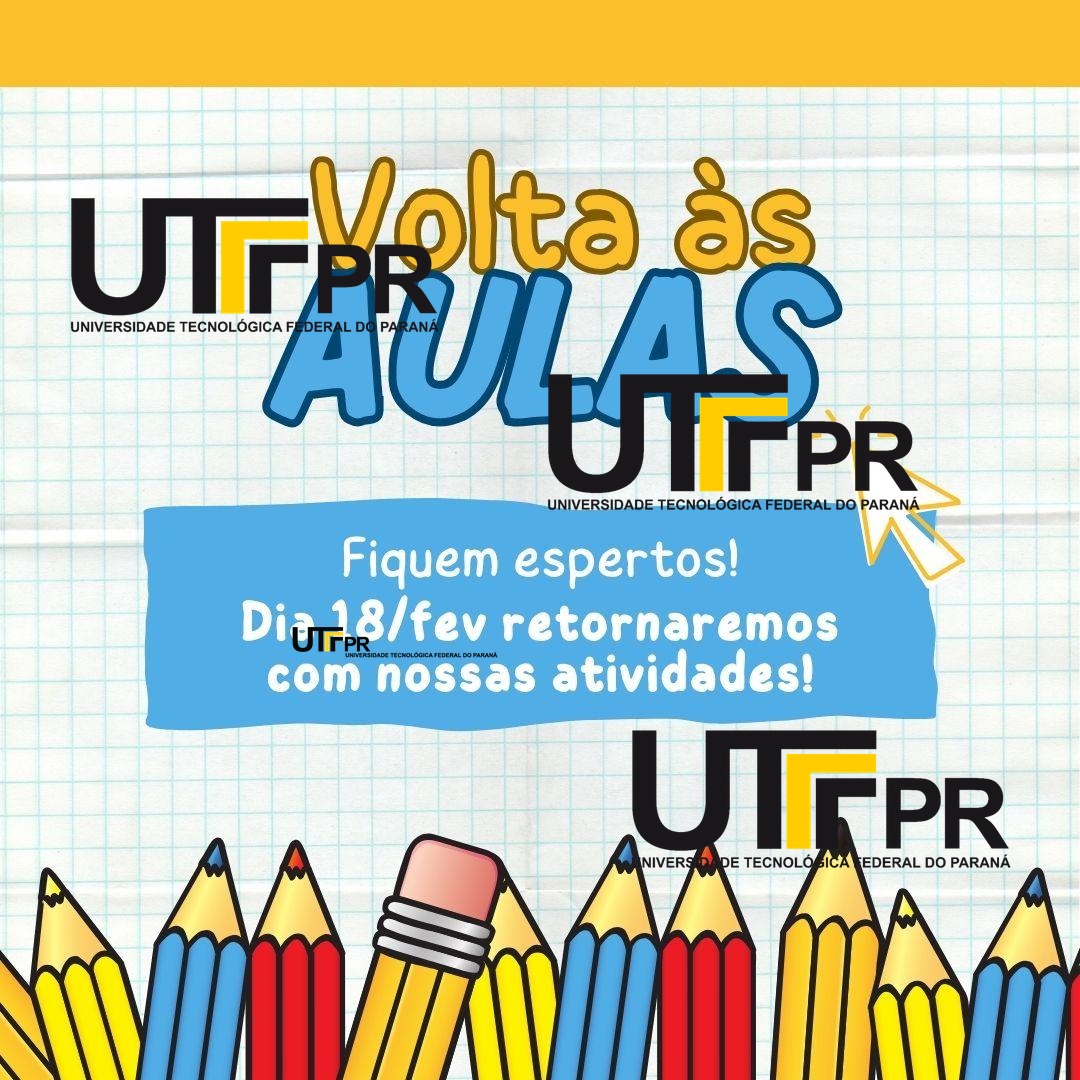 Volta às
UTFPR
UNIVERSIDADE TECNOLÓGICA FEDERAL DO PARANÁ
AULAS
UTFPR
UNIVERSIDADE TECNOLÓGICA FEDERAL DO PARANÁ
Fiquem espertos!
Dia 18/fev retornaremos
UTFPR
UNIVERSIDADE TECNOLÓGICA FEDERAL DO PARANÁ
com nossas atividades!
UTFPR
UNIVERSIDADE TECNOLÓGICA FEDERAL DO PARANÁ